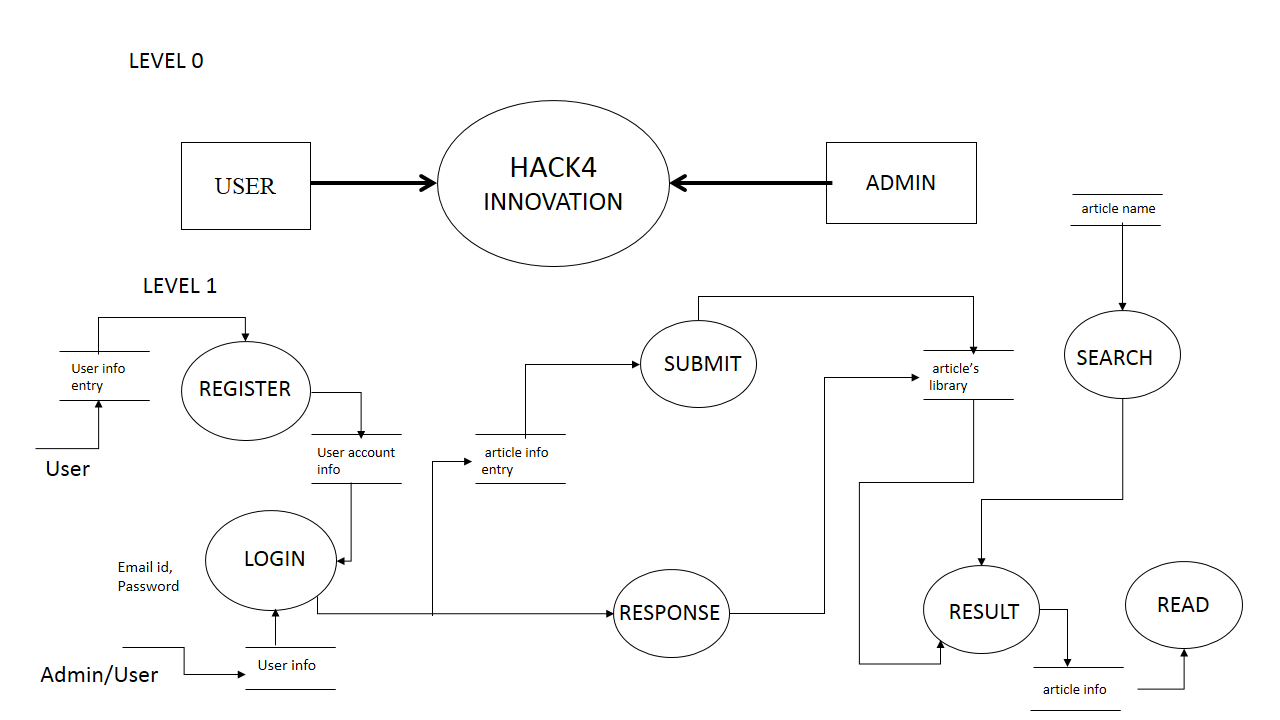 LEVEL 0
HACK4
INNOVATION
USER
ADMIN
article name
LEVEL 1
User info
entry
REGISTER
SUBMIT
article’s
library
SEARCH
User account
info
article info
entry
User
LOGIN
Email id,
Password
RESPONSE
RESULT
READ
User info
Admin/User
article info